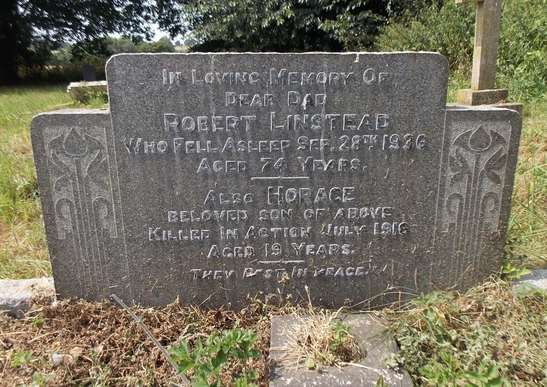 IN LOVING MEMORY OF
DEAR DAD
ROBERT LINSTEAD
WHO FELL ASLEEP SEP. 28TH 1936
AGED 74 YEARS.
ALSO HORACE
BELOVED SON OF ABOVE
KILLED IN ACTION JULY 1916
AGED 19 YEARS.
THEY REST IN PEACE.